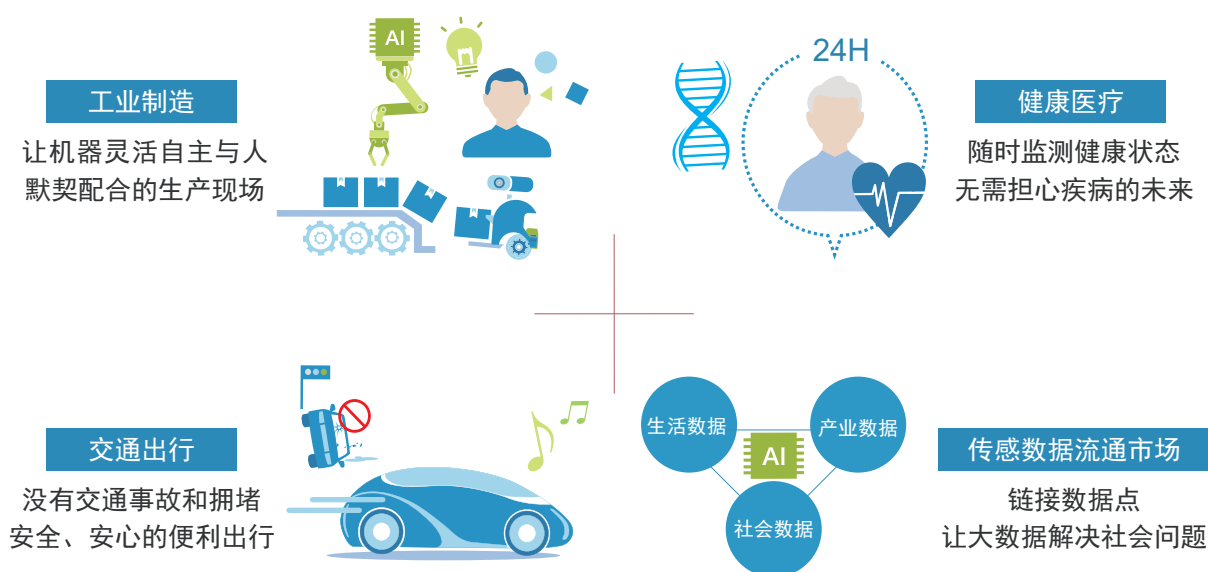 AI
24H
工业制造
让机器灵活自主与人
默契配合的生产现场
健康医疗
随时监测健康状态
无需担心疾病的未来
交通出行
没有交通事故和拥堵
安全、安心的便利出行
生活数据
产业数据
AI
社会数据
传感数据流通市场
链接数据点
让大数据解决社会问题